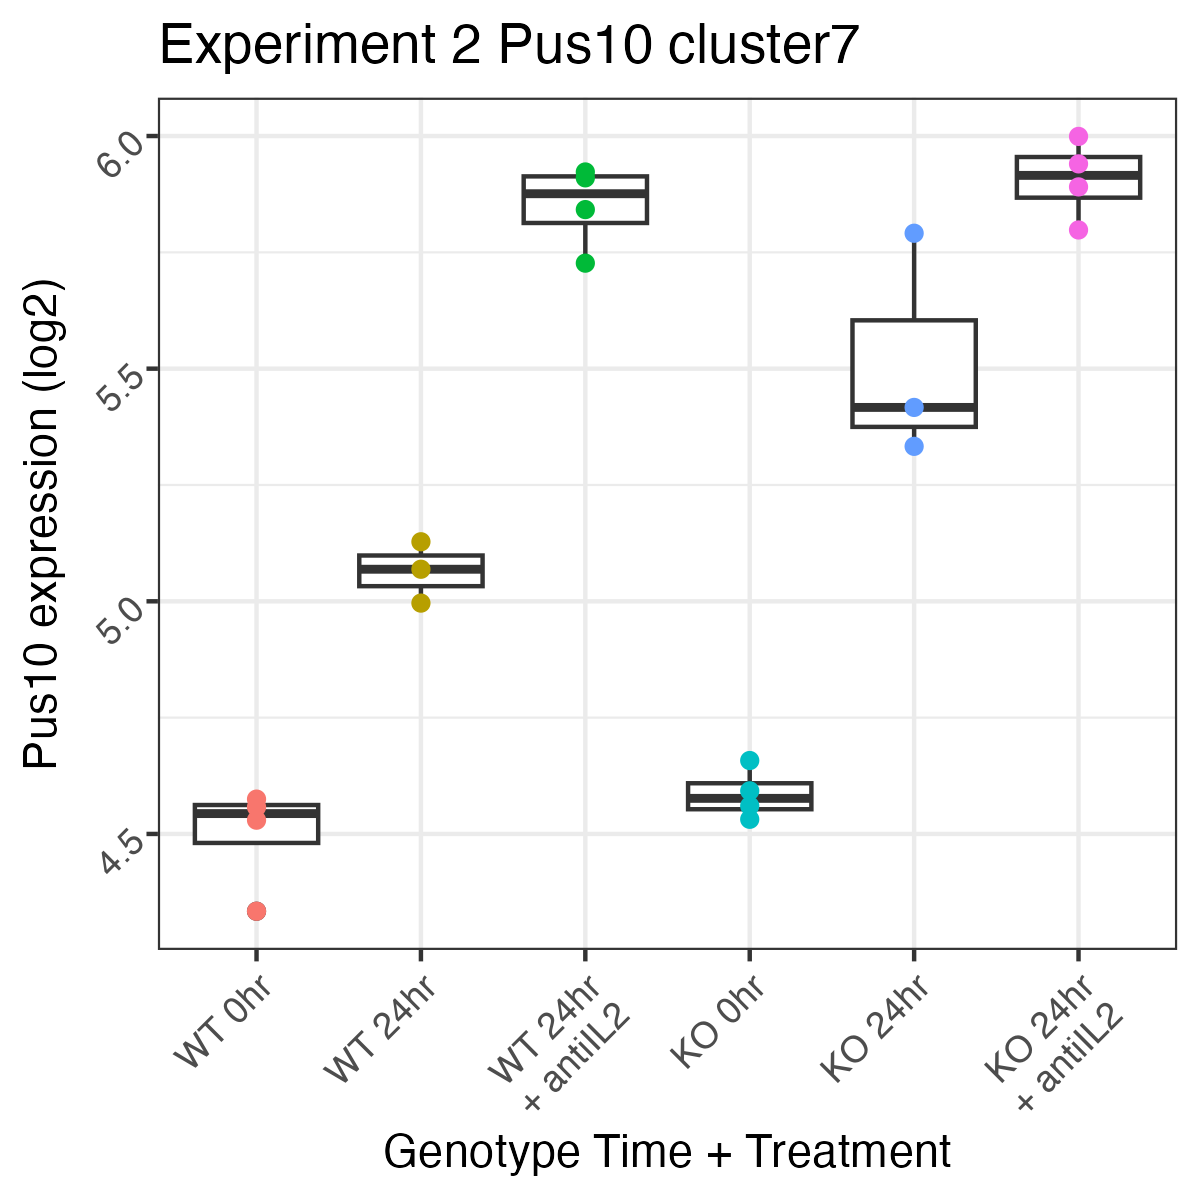 Experiment 2 Pus10 cluster7
Pus10 expression (log2)
6.0
5.5
5.0
4.5
WT 0hr
WT 24hr
WT 24hr
+ antiIL2
KO 0hr
KO 24hr
KO 24hr
+ antiIL2
Genotype Time + Treatment